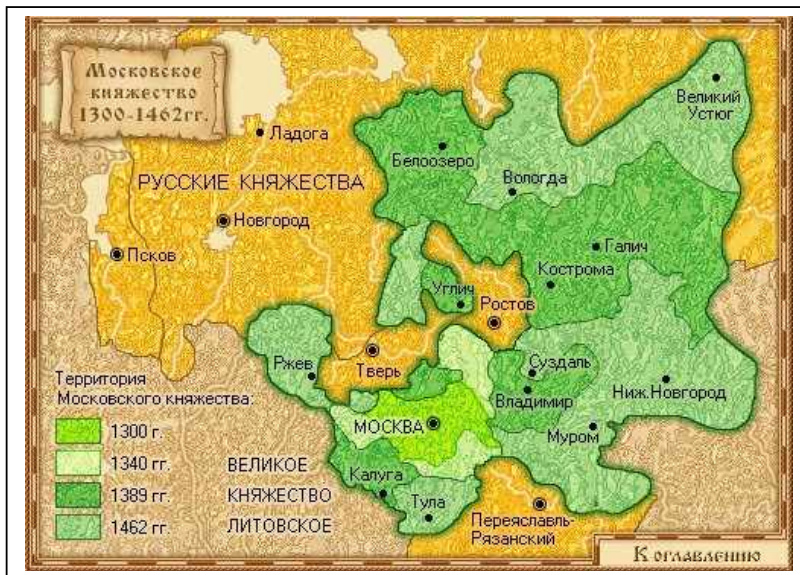 Московское
княжество
1300-1462гг.
Великий
Устюг
Ладога
Белоозеро
РУССКИЕ КНЯЖЕСТВА
Вологда
Новгород
Псков
Галич
Кострома
Углич
Ростов
Ржев
Тверь
Суздаль
Ниж.Новгород
Владимир
МОСКВА
Муром
Территория
Московского княжества:
1300 г.
1340 гг.
1389 гг.
1462 гг.
ВЕЛИКОЕ
КНЯЖЕСТВО
ЛИТОВСКОЕ
Калуга
Тула
Переяславль-
Рязанский
К оглавлению